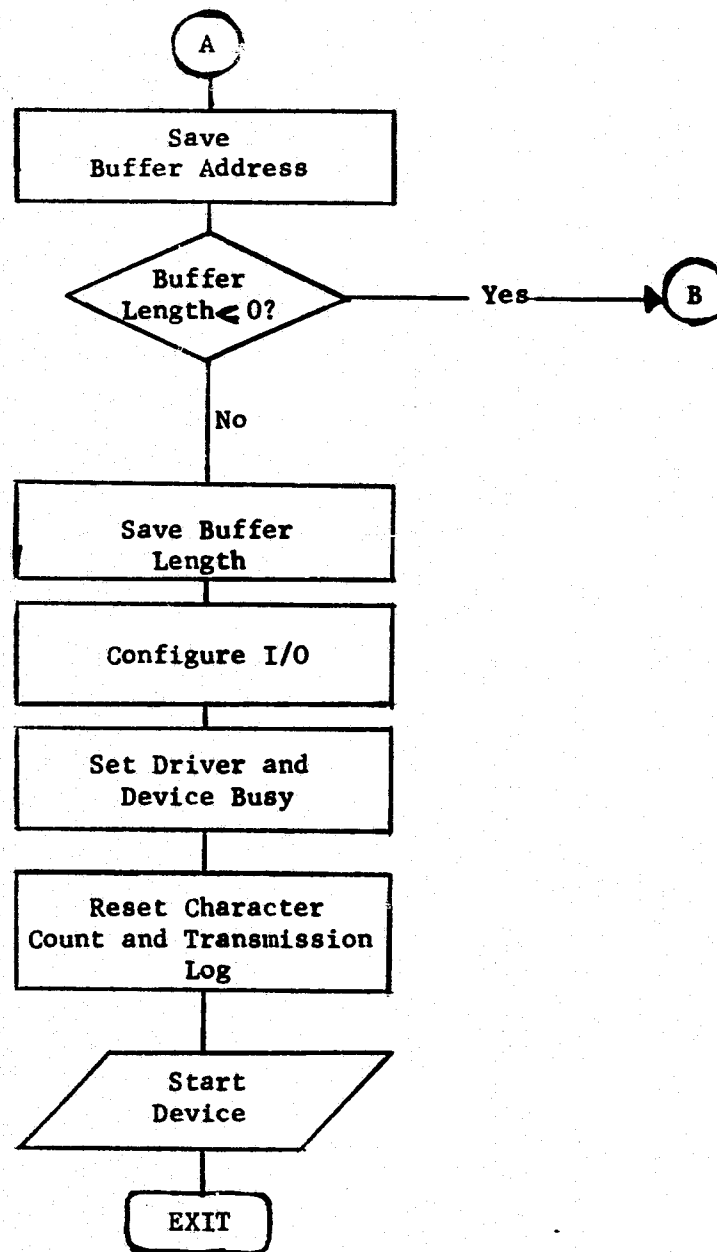 A
Save
Buffer Address
Buffer
Length⩽ 0?
Yes
B
No
Save Buffer
Length
Configure I/O
Set Driver and
Device Busy
Reset Character
Count and Transmission
Log
Start
Device
EXIT